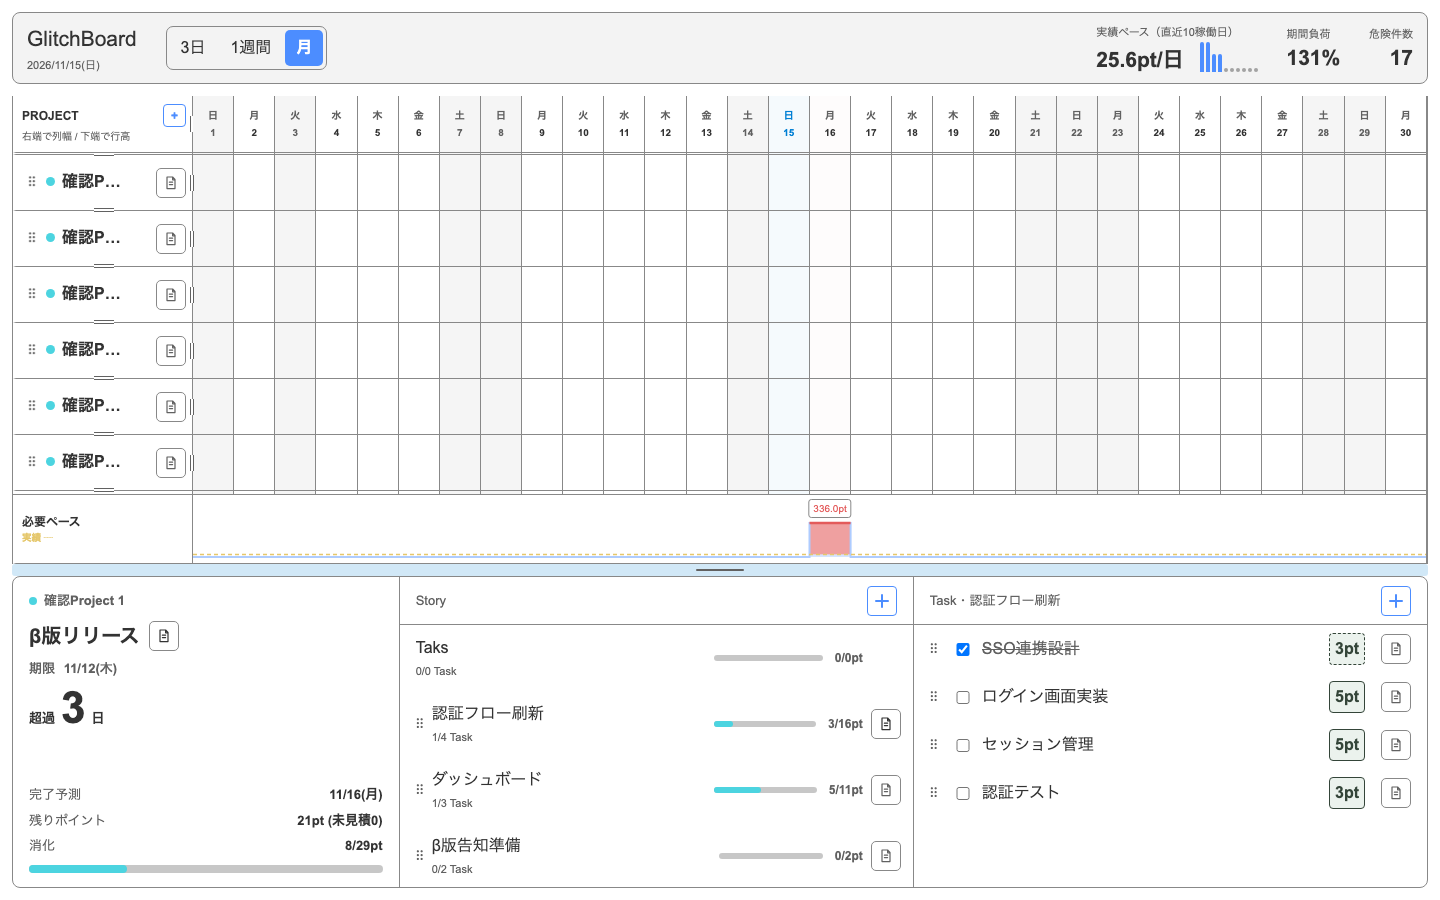 GlitchBoard
2026/11/15(日)
3日 1週間 月
実績ペース（直近10稼働日）
25.6pt/日
期間負荷
131%
危険件数
17
PROJECT
+
右端で列幅 / 下端で行高
日 月 火 水 木 金 土 日 月 火 水 木 金 土 日 月 火 水 木 金 土 日 月 火 水 木 金 土 日 月
1 2 3 4 5 6 7 8 9 10 11 12 13 14 15 16 17 18 19 20 21 22 23 24 25 26 27 28 29 30
確認P...
確認P...
確認P...
確認P...
確認P...
確認P...
必要ペース
実績 —
336.0pt
確認Project 1
β版リリース
期限 11/12(木)
超過 3 日
完了予測 11/16(月)
残りポイント 21pt (未見積0)
消化 8/29pt
Story
+
Taks
0/0 Task
0/0pt
認証フロー刷新
1/4 Task
3/16pt
ダッシュボード
1/3 Task
5/11pt
β版告知準備
0/2 Task
0/2pt
Task・認証フロー刷新
+
SSO連携設計 3pt
ログイン画面実装 5pt
セッション管理 5pt
認証テスト 3pt